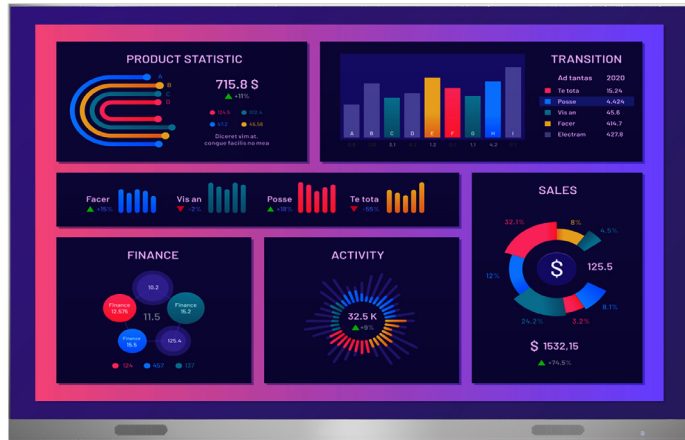 PRODUCT STATISTIC
A
B
C
D
715.8 $
+11%
Diceret vim at,
congue facilis no mea
TRANSITION
Ad tantas 2020
Te tota 15.24
Posse 4.424
Vis an 45.6
Facer 414.7
Electram 427.8
A B C D E F G H I
Facer
+15%
Vis an
-2%
Posse
+18%
Te tota
FINANCE
10.2
Finance
12.576
Finance
15.2
11.5
Finance
15.5
125.4
124 457 137
ACTIVITY
32.5 K
+9%
SALES
32,1%
8%
4,5%
12%
$
125.5
8,1%
24,2%
3.2%
$ 1532,15
+74,5%